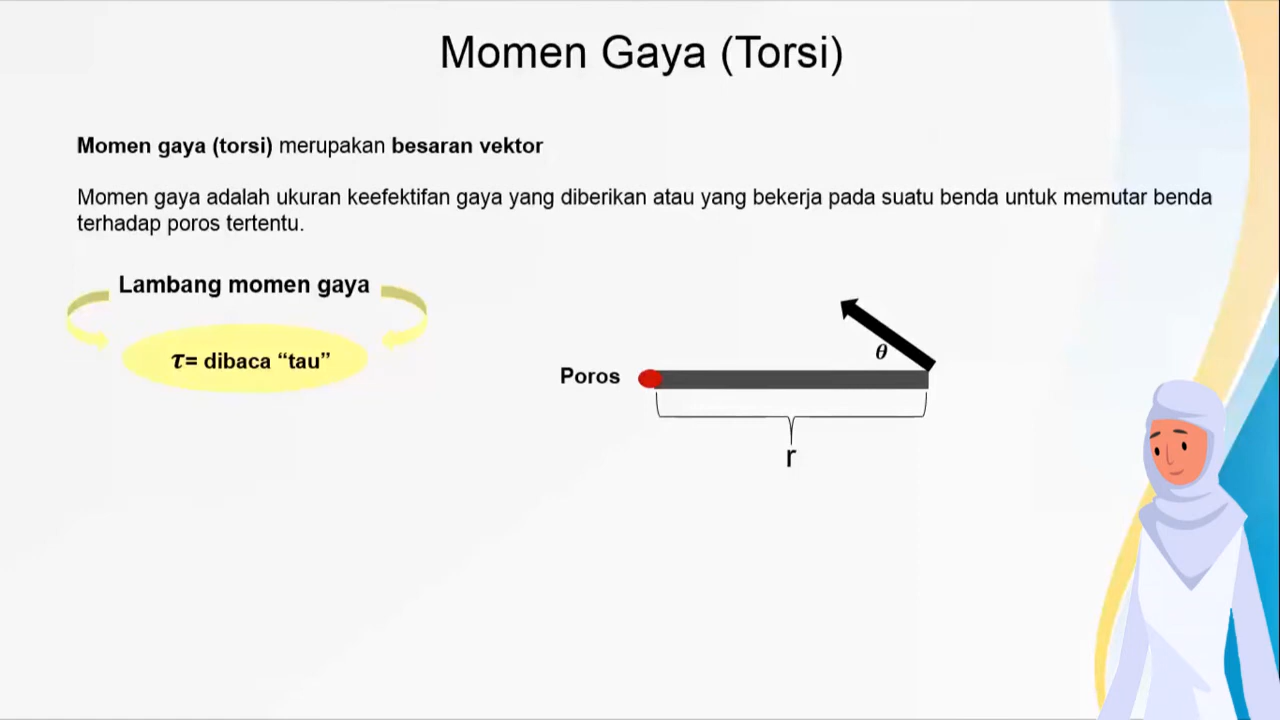 Momen Gaya (Torsi)
Momen gaya (torsi) merupakan besaran vektor
Momen gaya adalah ukuran keefektifan gaya yang diberikan atau yang bekerja pada suatu benda untuk memutar benda
terhadap poros tertentu.
Lambang momen gaya
τ= dibaca “tau”
θ
Poros
r